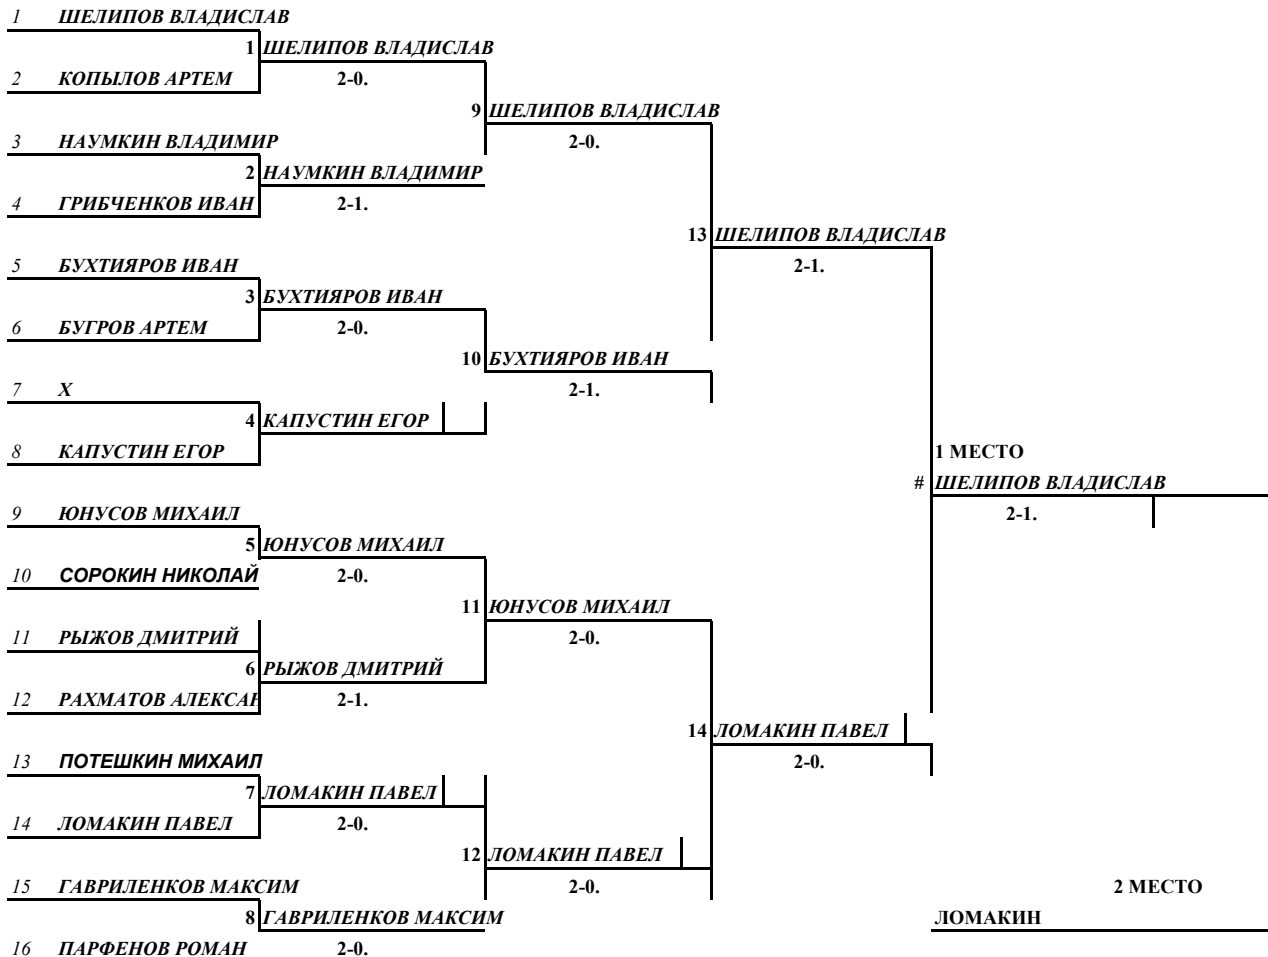 1 ШЕЛИПОВ ВЛАДИСЛАВ
1 ШЕЛИПОВ ВЛАДИСЛАВ
2 КОПЫЛОВ АРТЕМ 2-0.
9 ШЕЛИПОВ ВЛАДИСЛАВ
3 НАУМКИН ВЛАДИМИР 2-0.
2 НАУМКИН ВЛАДИМИР
4 ГРИБЧЕНКОВ ИВАН 2-1.
13 ШЕЛИПОВ ВЛАДИСЛАВ
5 БУХТИЯРОВ ИВАН 2-1.
3 БУХТИЯРОВ ИВАН
6 БУГРОВ АРТЕМ 2-0.
10 БУХТИЯРОВ ИВАН
7 Х 2-1.
4 КАПУСТИН ЕГОР
8 КАПУСТИН ЕГОР 1 МЕСТО
# ШЕЛИПОВ ВЛАДИСЛАВ
9 ЮНУСОВ МИХАИЛ 2-1.
5 ЮНУСОВ МИХАИЛ
10 СОРОКИН НИКОЛАЙ 2-0.
11 ЮНУСОВ МИХАИЛ
11 РЫЖОВ ДМИТРИЙ 2-0.
6 РЫЖОВ ДМИТРИЙ
12 РАХМАТОВ АЛЕКСАН 2-1.
14 ЛОМАКИН ПАВЕЛ
13 ПОТЕШКИН МИХАИЛ 2-0.
7 ЛОМАКИН ПАВЕЛ
14 ЛОМАКИН ПАВЕЛ 2-0.
12 ЛОМАКИН ПАВЕЛ
15 ГАВРИЛЕНКОВ МАКСИМ 2-0. 2 МЕСТО
8 ГАВРИЛЕНКОВ МАКСИМ ЛОМАКИН
16 ПАРФЕНОВ РОМАН 2-0.